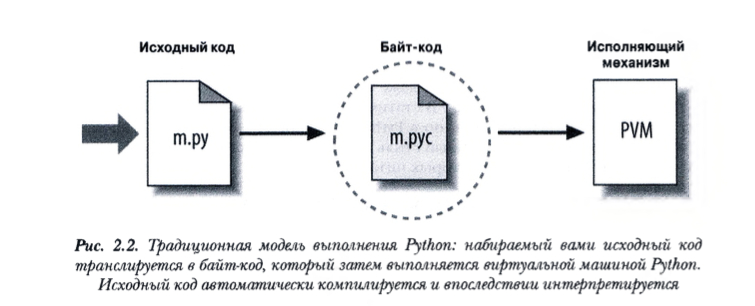 Исходный код
Байт-код
Исполняющий
механизм
m.py
m.pyc
PVM
Рис. 2.2. Традиционная модель выполнения Python: набираемый вами исходный код
транслируется в байт-код, который затем выполняется виртуальной машиной Python.
Исходный код автоматически компилируется и впоследствии интерпретируется